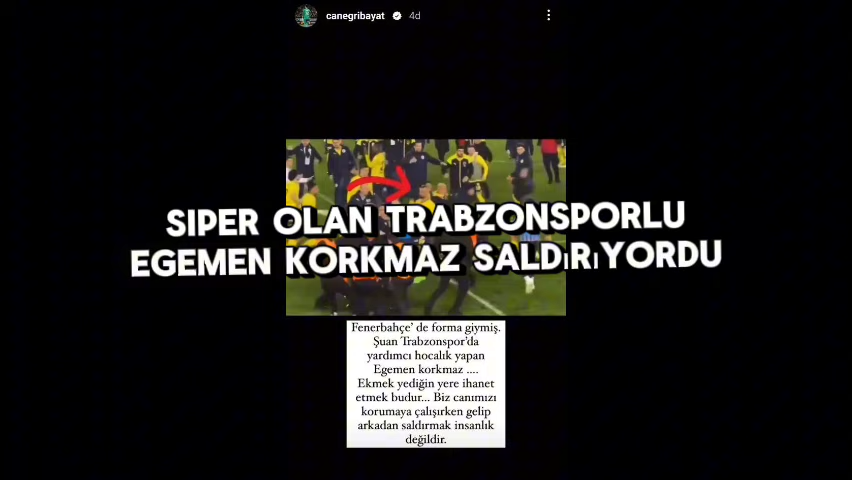 canegribayat 4d
SIPER OLAN TRABZONSPORLU
EGEMEN KORKMAZ SALDıRıYORDU
Fenerbahçe' de forma giymiş.
Şuan Trabzonspor'da
yardımcı hocalık yapan
Egemen korkmaz ....
Ekmek yediğin yere ihanet
etmek budur... Biz canımızı
korumaya çalışırken gelip
arkadan saldırmak insanlık
değildir.